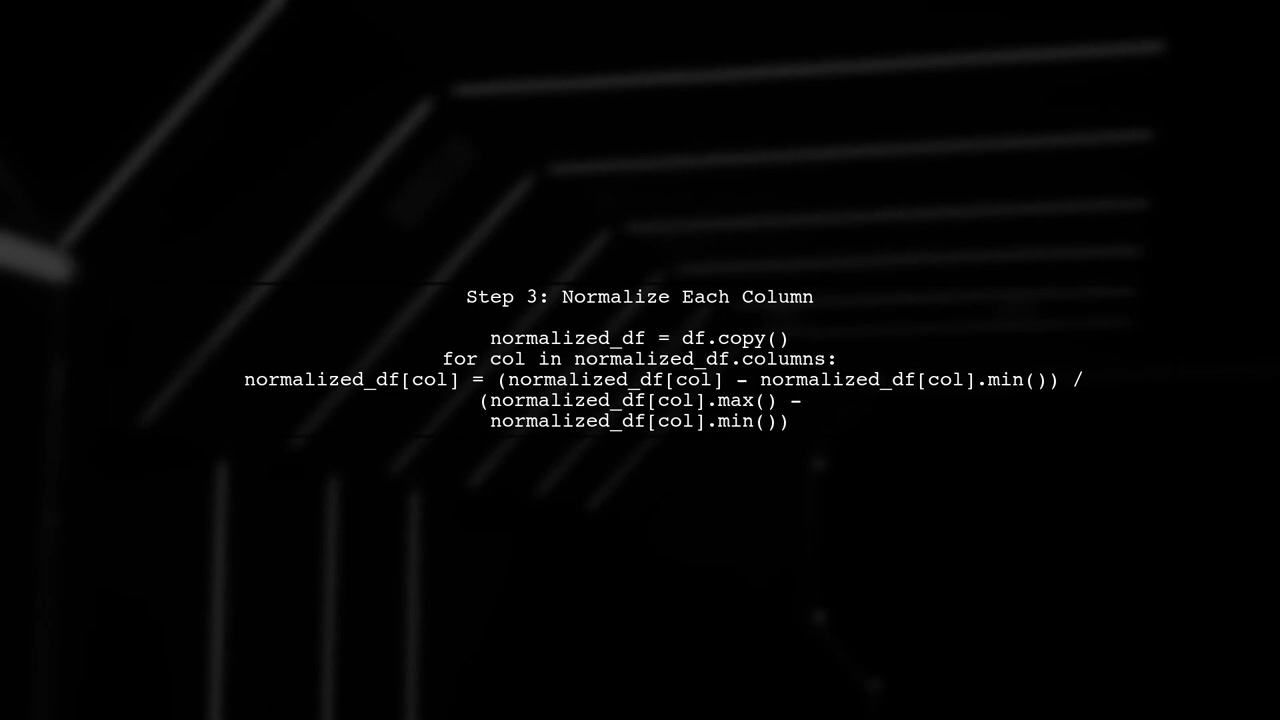 Step 3: Normalize Each Column
normalized_df = df.copy()
for col in normalized_df.columns:
normalized_df[col] = (normalized_df[col] - normalized_df[col].min()) /
(normalized_df[col].max() -
normalized_df[col].min())